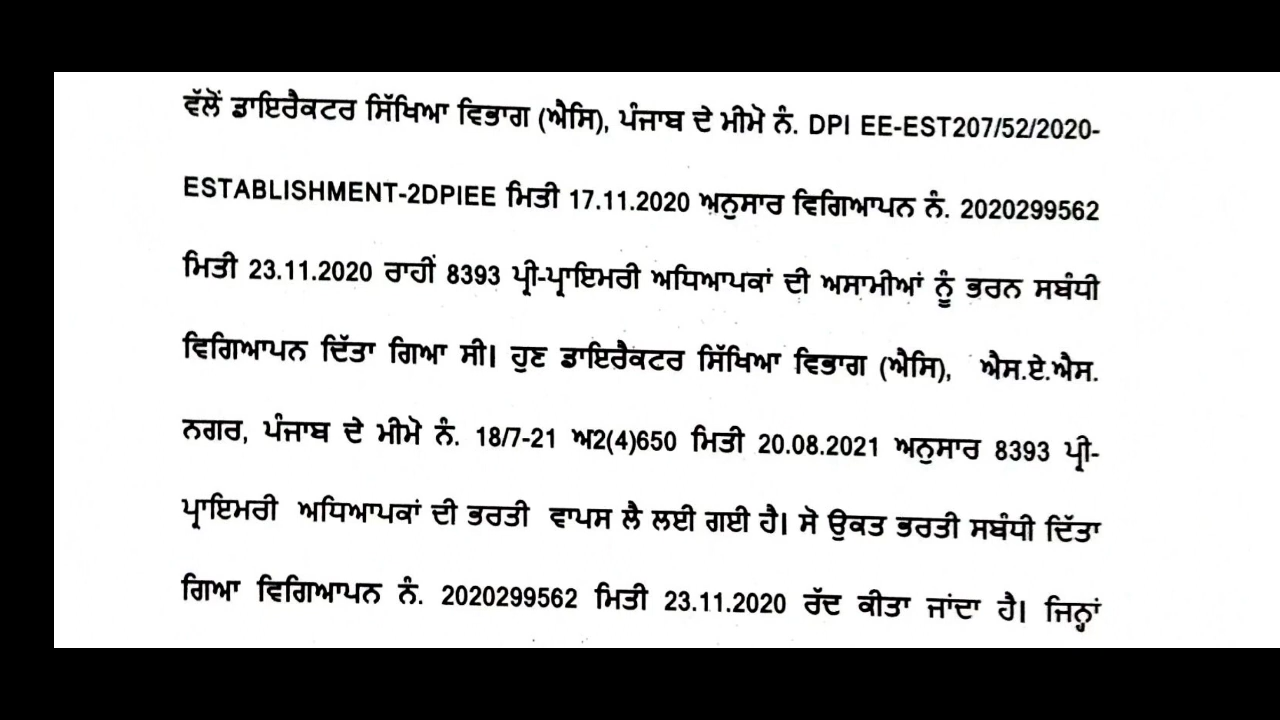 ਵੱਲੋਂ ਡਾਇਰੈਕਟਰ ਸਿੱਖਿਆ ਵਿਭਾਗ (ਐਸਿ), ਪੰਜਾਬ ਦੇ ਮੀਮੋ ਨੰ. DPI EE-EST207/52/2020-
ESTABLISHMENT-2DPIEE ਮਿਤੀ 17.11.2020 ਅਨੁਸਾਰ ਵਿਗਿਆਪਨ ਨੰ. 2020299562
ਮਿਤੀ 23.11.2020 ਰਾਹੀਂ 8393 ਪ੍ਰੀ-ਪ੍ਰਾਇਮਰੀ ਅਧਿਆਪਕਾਂ ਦੀ ਅਸਾਮੀਆਂ ਨੂੰ ਭਰਨ ਸਬੰਧੀ
ਵਿਗਿਆਪਨ ਦਿੱਤਾ ਗਿਆ ਸੀ। ਹੁਣ ਡਾਇਰੈਕਟਰ ਸਿੱਖਿਆ ਵਿਭਾਗ (ਐਸਿ), ਐਸ.ਏ.ਐਸ.
ਨਗਰ, ਪੰਜਾਬ ਦੇ ਮੀਮੋ ਨੰ. 18/7-21 ਅ2(4)650 ਮਿਤੀ 20.08.2021 ਅਨੁਸਾਰ 8393 ਪ੍ਰੀ-
ਪ੍ਰਾਇਮਰੀ ਅਧਿਆਪਕਾਂ ਦੀ ਭਰਤੀ ਵਾਪਸ ਲੈ ਲਈ ਗਈ ਹੈ। ਸੋ ਉਕਤ ਭਰਤੀ ਸਬੰਧੀ ਦਿੱਤਾ
ਗਿਆ ਵਿਗਿਆਪਨ ਨੰ. 2020299562 ਮਿਤੀ 23.11.2020 ਰੱਦ ਕੀਤਾ ਜਾਂਦਾ ਹੈ। ਜਿਨ੍ਹਾਂ